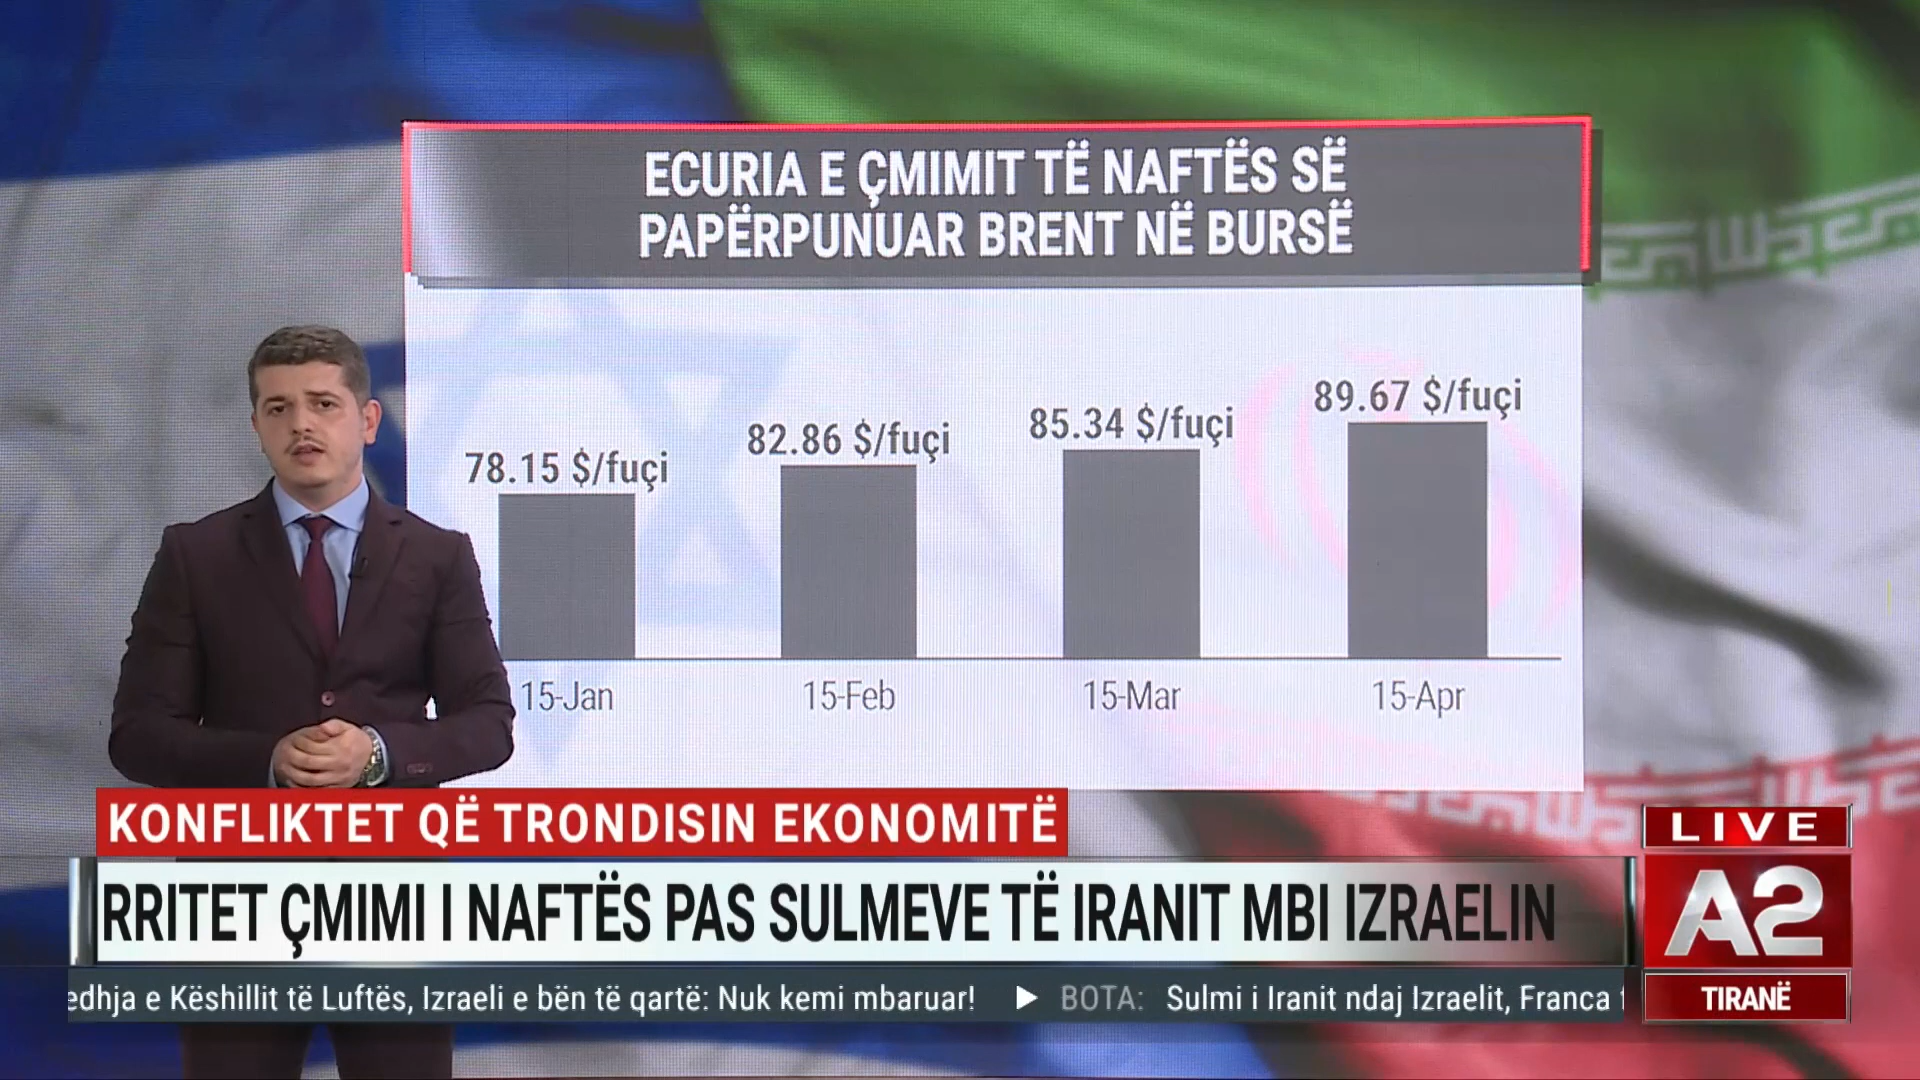 ECURIA E ÇMIMIT TË NAFTËS SË
PAPËRPUNUAR BRENT NË BURSË
78.15 $/fuçi
82.86 $/fuçi
85.34 $/fuçi
89.67 $/fuçi
15-Jan
15-Feb
15-Mar
15-Apr
KONFLIKTET QË TRONDISIN EKONOMITË
RRITET ÇMIMI I NAFTËS PAS SULMEVE TË IRANIT MBI IZRAELIN
e Këshillit të Luftës, Izraeli e bën të qartë: Nuk kemi mbaruar! ▶ BOTA: Sulmi i Iranit ndaj Izraelit, Franca
LIVE
A2
TIRANË